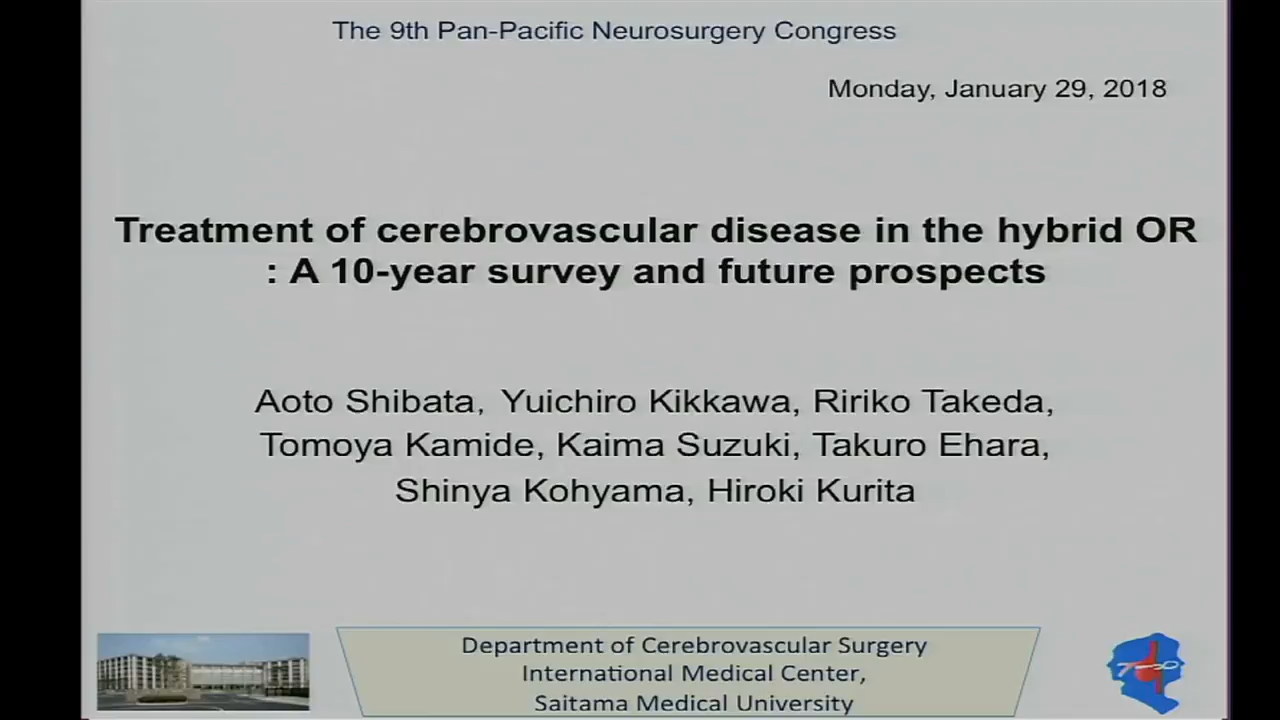 The 9th Pan-Pacific Neurosurgery Congress
Monday, January 29, 2018
Treatment of cerebrovascular disease in the hybrid OR
: A 10-year survey and future prospects
Aoto Shibata, Yuichiro Kikkawa, Ririko Takeda,
Tomoya Kamide, Kaima Suzuki, Takuro Ehara,
Shinya Kohyama, Hiroki Kurita
Department of Cerebrovascular Surgery
International Medical Center,
Saitama Medical University